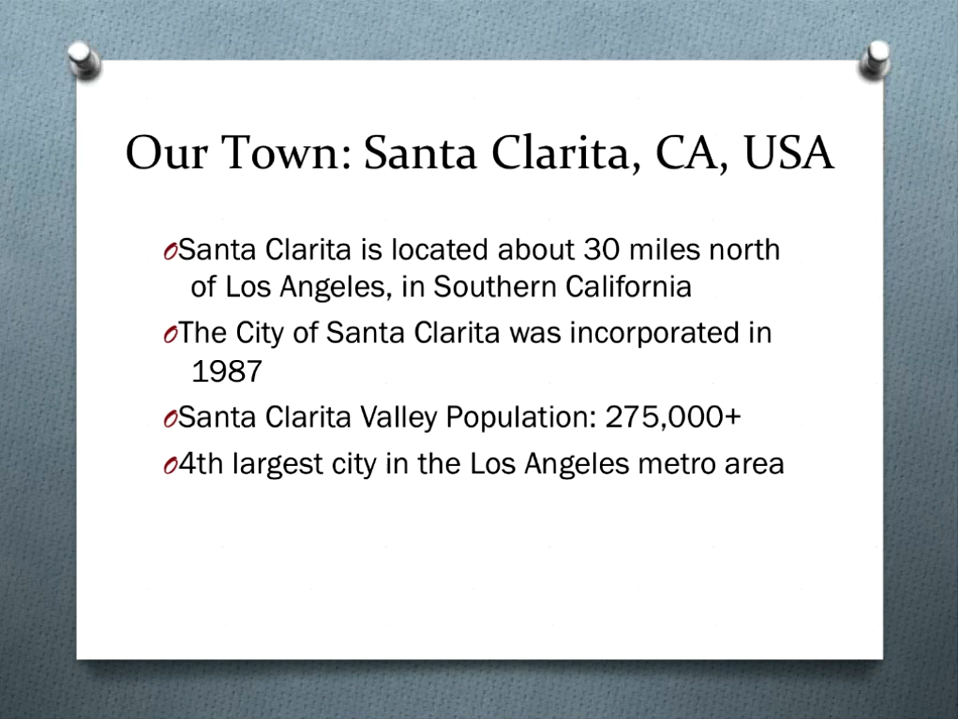 Our Town: Santa Clarita, CA, USA
Santa Clarita is located about 30 miles north
of Los Angeles, in Southern California
The City of Santa Clarita was incorporated in
1987
Santa Clarita Valley Population: 275,000+
4th largest city in the Los Angeles metro area